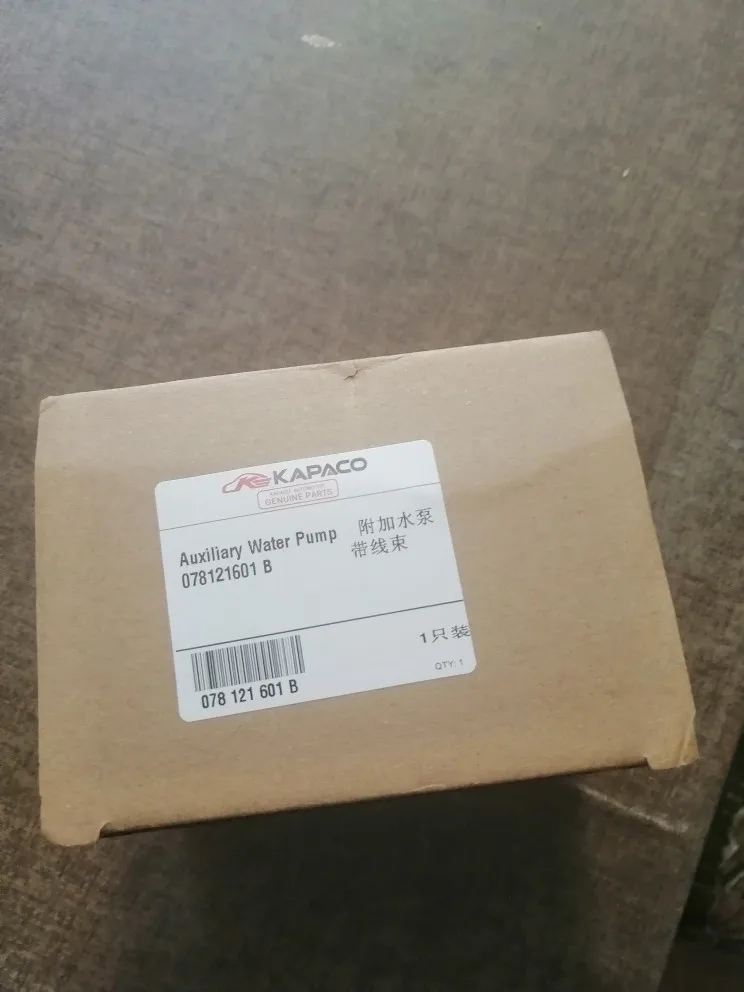 KAPACO
GENUINE PARTS
Auxiliary Water Pump 附加水泵
078121601 B 带线束
1只装
078 121 601 B
QTY: 1